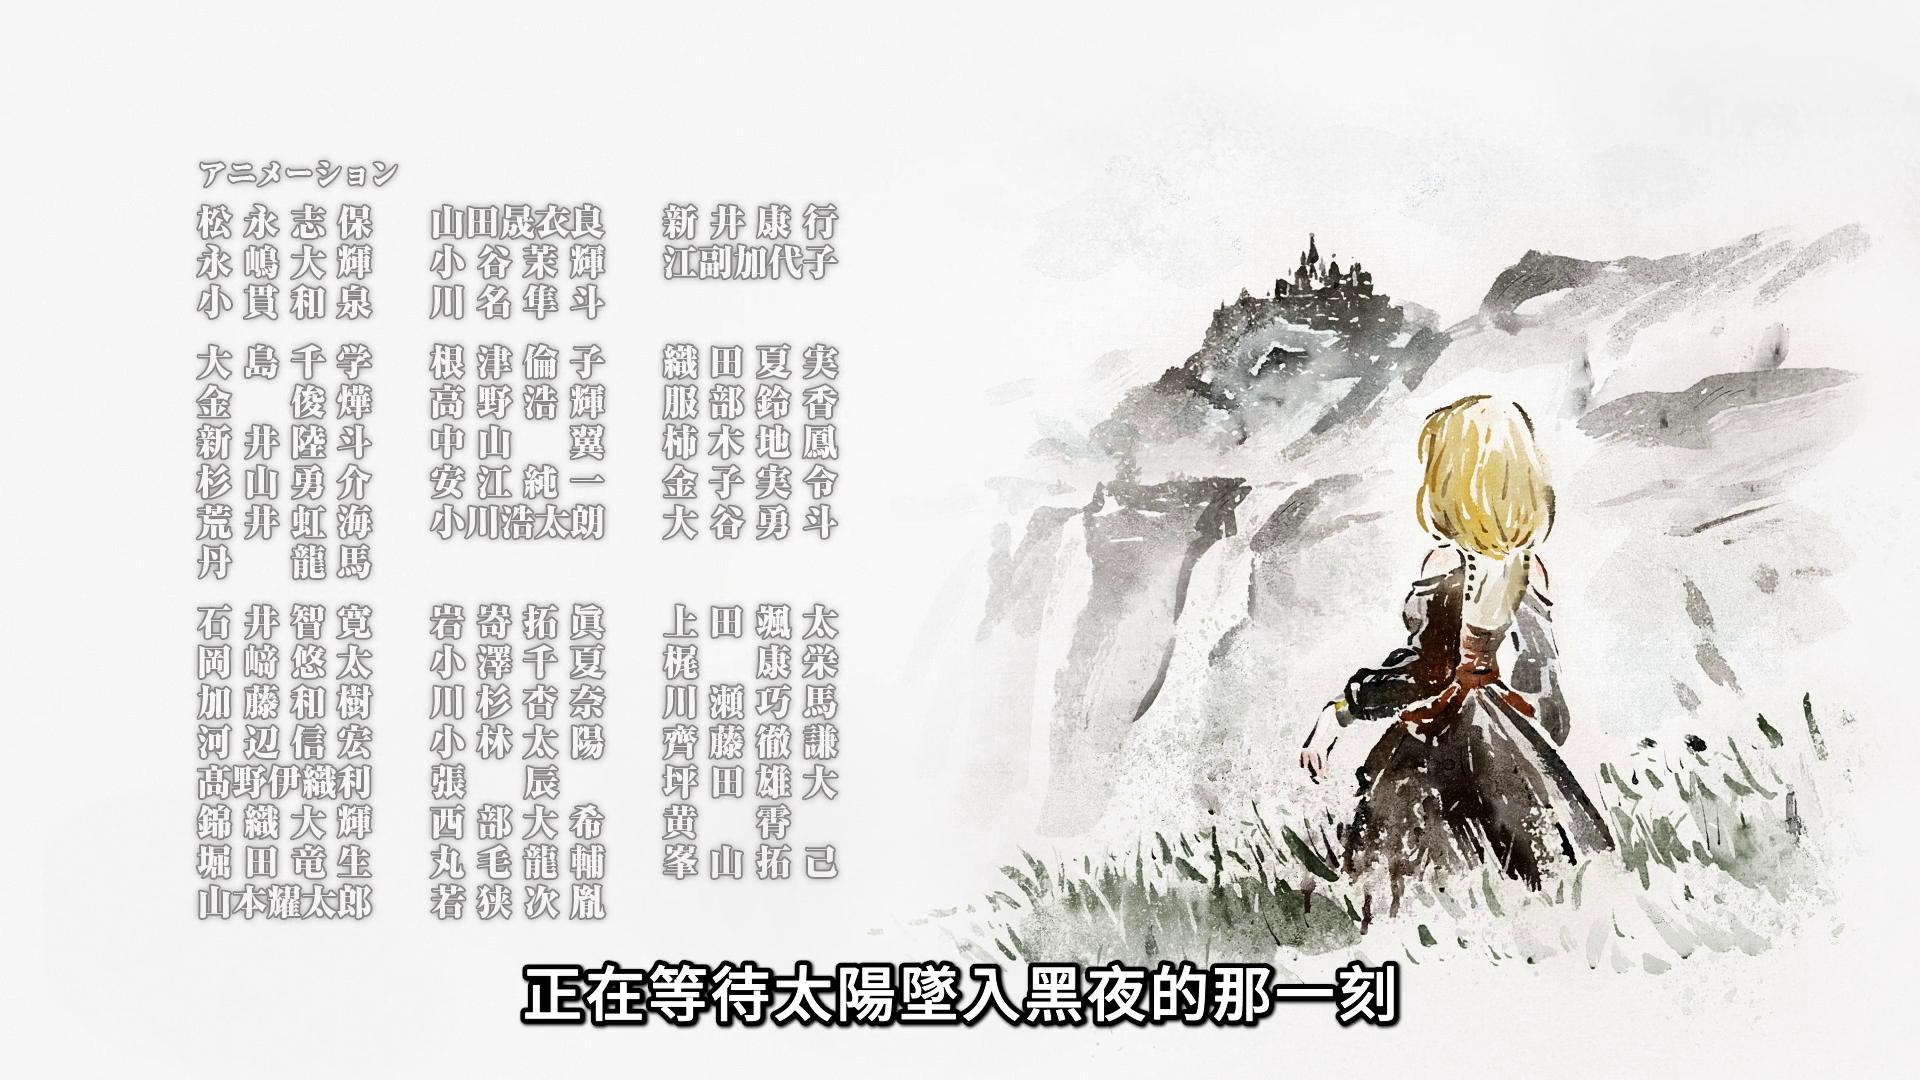 アニメーション
松永志保 山田晟衣良 新井康行
永嶋大輝 小谷茉輝 江副加代子
小貫和泉 川名隼斗
大島千学 根津倫子 織田夏実
金 俊燁 高野浩輝 服部鈴香
新井陸斗 中山 翼 柿木地鳳
杉山勇介 安江純一 金子実令
荒井虹海 小川浩太朗 大谷勇斗
丹 龍馬
石井智寛 岩嵜拓眞 上田颯太
岡﨑悠太 小澤千夏 梶 康栄
加藤和樹 川杉杏奈 川瀬巧馬
河辺信宏 小林太陽 齊藤徹謙
髙野伊織利 張 辰 坪田雄大
錦織大輝 西部大希 黄 霄
堀田竜生 丸毛龍輔 峯山拓己
山本耀太郎 若狭次胤
正在等待太陽墜入黑夜的那一刻